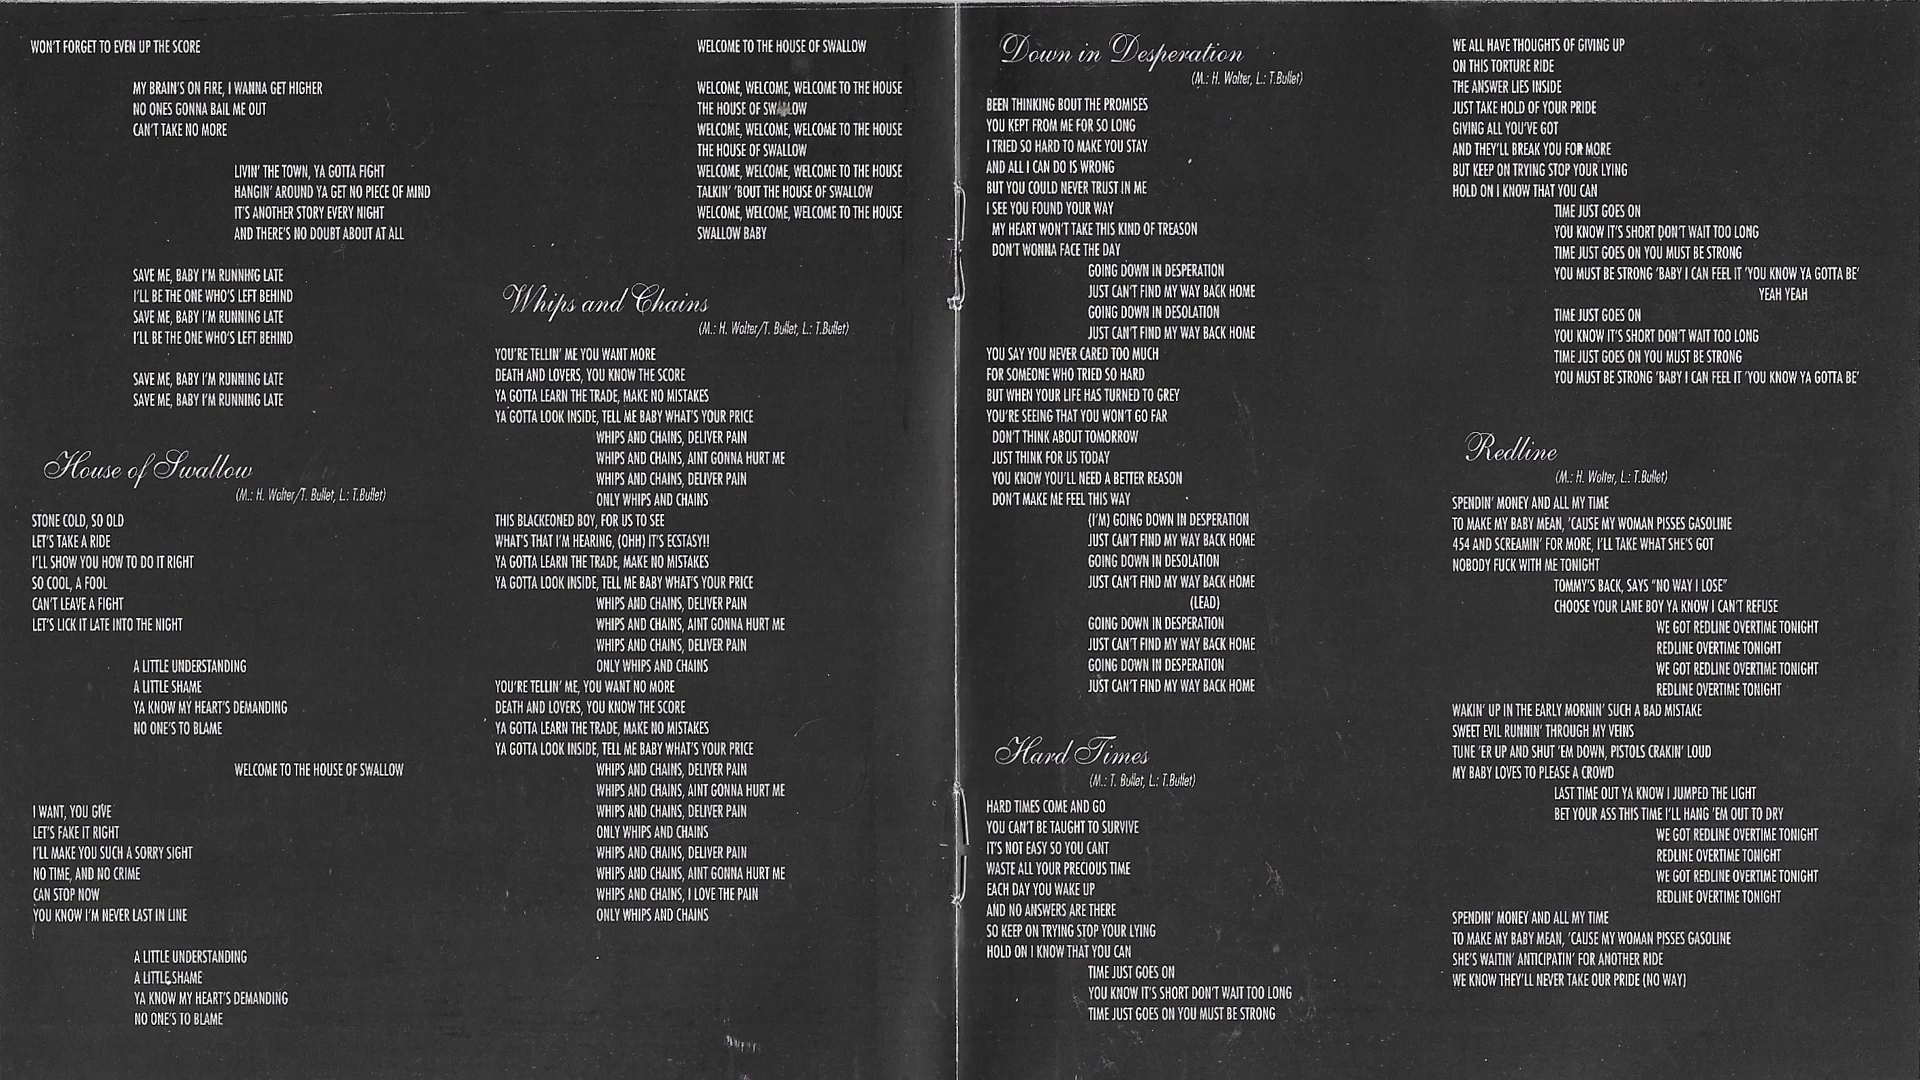 WON'T FORGET TO EVEN UP THE SCORE
MY BRAIN'S ON FIRE, I WANNA GET HIGHER
NO ONES GONNA BAIL ME OUT
CAN'T TAKE NO MORE
LIVIN' THE TOWN, YA GOTTA FIGHT
HANGIN' AROUND YA GET NO PIECE OF MIND
IT'S ANOTHER STORY EVERY NIGHT
AND THERE'S NO DOUBT ABOUT AT ALL
SAVE ME, BABY I'M RUNNING LATE
I'LL BE THE ONE WHO'S LEFT BEHIND
SAVE ME, BABY I'M RUNNING LATE
I'LL BE THE ONE WHO'S LEFT BEHIND
SAVE ME, BABY I'M RUNNING LATE
SAVE ME, BABY I'M RUNNING LATE
House of Swallow
(M.: H. Wolter/T. Bullet, L.: T.Bullet)
STONE COLD, SO OLD
LET'S TAKE A RIDE
I'LL SHOW YOU HOW TO DO IT RIGHT
SO COOL, A FOOL
CAN'T LEAVE A FIGHT
LET'S LICK IT LATE INTO THE NIGHT
A LITTLE UNDERSTANDING
A LITTLE SHAME
YA KNOW MY HEART'S DEMANDING
NO ONE'S TO BLAME
WELCOME TO THE HOUSE OF SWALLOW
I WANT, YOU GIVE
LET'S FAKE IT RIGHT
I'LL MAKE YOU SUCH A SORRY SIGHT
NO TIME, AND NO CRIME
CAN STOP NOW
YOU KNOW I'M NEVER LAST IN LINE
A LITTLE UNDERSTANDING
A LITTLE SHAME
YA KNOW MY HEART'S DEMANDING
NO ONE'S TO BLAME
WELCOME TO THE HOUSE OF SWALLOW
WELCOME, WELCOME, WELCOME TO THE HOUSE
THE HOUSE OF SWALLOW
WELCOME, WELCOME, WELCOME TO THE HOUSE
THE HOUSE OF SWALLOW
WELCOME, WELCOME, WELCOME TO THE HOUSE
TALKIN' 'BOUT THE HOUSE OF SWALLOW
WELCOME, WELCOME, WELCOME TO THE HOUSE
SWALLOW BABY
Whips and Chains
(M.: H. Wolter/T. Bullet, L.: T.Bullet)
YOU'RE TELLIN' ME YOU WANT MORE
DEATH AND LOVERS, YOU KNOW THE SCORE
YA GOTTA LEARN THE TRADE, MAKE NO MISTAKES
YA GOTTA LOOK INSIDE, TELL ME BABY WHAT'S YOUR PRICE
WHIPS AND CHAINS, DELIVER PAIN
WHIPS AND CHAINS, AINT GONNA HURT ME
WHIPS AND CHAINS, DELIVER PAIN
ONLY WHIPS AND CHAINS
THIS BLACKEONED BOY, FOR US TO SEE
WHAT'S THAT I'M HEARING, (OHH) IT'S ECSTASY!!
YA GOTTA LEARN THE TRADE, MAKE NO MISTAKES
YA GOTTA LOOK INSIDE, TELL ME BABY WHAT'S YOUR PRICE
WHIPS AND CHAINS, DELIVER PAIN
WHIPS AND CHAINS, AINT GONNA HURT ME
WHIPS AND CHAINS, DELIVER PAIN
ONLY WHIPS AND CHAINS
YOU'RE TELLIN' ME, YOU WANT NO MORE
DEATH AND LOVERS, YOU KNOW THE SCORE
YA GOTTA LEARN THE TRADE, MAKE NO MISTAKES
YA GOTTA LOOK INSIDE, TELL ME BABY WHAT'S YOUR PRICE
WHIPS AND CHAINS, DELIVER PAIN
WHIPS AND CHAINS, AINT GONNA HURT ME
WHIPS AND CHAINS, DELIVER PAIN
ONLY WHIPS AND CHAINS
WHIPS AND CHAINS, DELIVER PAIN
WHIPS AND CHAINS, AINT GONNA HURT ME
WHIPS AND CHAINS, I LOVE THE PAIN
ONLY WHIPS AND CHAINS
Down in Desperation
(M.: H. Wolter, L.: T.Bullet)
BEEN THINKING BOUT THE PROMISES
YOU KEPT FROM ME FOR SO LONG
I TRIED SO HARD TO MAKE YOU STAY
AND ALL I CAN DO IS WRONG
BUT YOU COULD NEVER TRUST IN ME
I SEE YOU FOUND YOUR WAY
MY HEART WON'T TAKE THIS KIND OF TREASON
DON'T WONNA FACE THE DAY
GOING DOWN IN DESPERATION
JUST CAN'T FIND MY WAY BACK HOME
GOING DOWN IN DESOLATION
JUST CAN'T FIND MY WAY BACK HOME
YOU SAY YOU NEVER CARED TOO MUCH
FOR SOMEONE WHO TRIED SO HARD
BUT WHEN YOUR LIFE HAS TURNED TO GREY
YOU'RE SEEING THAT YOU WON'T GO FAR
DON'T THINK ABOUT TOMORROW
JUST THINK FOR US TODAY
YOU KNOW YOU'LL NEED A BETTER REASON
DON'T MAKE ME FEEL THIS WAY
(I'M) GOING DOWN IN DESPERATION
JUST CAN'T FIND MY WAY BACK HOME
GOING DOWN IN DESOLATION
JUST CAN'T FIND MY WAY BACK HOME
(LEAD)
GOING DOWN IN DESPERATION
JUST CAN'T FIND MY WAY BACK HOME
GOING DOWN IN DESPERATION
JUST CAN'T FIND MY WAY BACK HOME
Hard Times
(M.: T. Bullet, L.: T.Bullet)
HARD TIMES COME AND GO
YOU CAN'T BE TAUGHT TO SURVIVE
IT'S NOT EASY SO YOU CANT
WASTE ALL YOUR PRECIOUS TIME
EACH DAY YOU WAKE UP
AND NO ANSWERS ARE THERE
SO KEEP ON TRYING STOP YOUR LYING
HOLD ON I KNOW THAT YOU CAN
TIME JUST GOES ON
YOU KNOW IT'S SHORT DON'T WAIT TOO LONG
TIME JUST GOES ON YOU MUST BE STRONG
WE ALL HAVE THOUGHTS OF GIVING UP
ON THIS TORTURE RIDE
THE ANSWER LIES INSIDE
JUST TAKE HOLD OF YOUR PRIDE
GIVING ALL YOU'VE GOT
AND THEY'LL BREAK YOU FOR MORE
BUT KEEP ON TRYING STOP YOUR LYING
HOLD ON I KNOW THAT YOU CAN
TIME JUST GOES ON
YOU KNOW IT'S SHORT DON'T WAIT TOO LONG
TIME JUST GOES ON YOU MUST BE STRONG
YOU MUST BE STRONG 'BABY I CAN FEEL IT 'YOU KNOW YA GOTTA BE'
YEAH YEAH
TIME JUST GOES ON
YOU KNOW IT'S SHORT DON'T WAIT TOO LONG
TIME JUST GOES ON YOU MUST BE STRONG
YOU MUST BE STRONG 'BABY I CAN FEEL IT 'YOU KNOW YA GOTTA BE'
Redline
(M.: H. Wolter, L.: T.Bullet)
SPENDIN' MONEY AND ALL MY TIME
TO MAKE MY BABY MEAN, 'CAUSE MY WOMAN PISSES GASOLINE
454 AND SCREAMIN' FOR MORE, I'LL TAKE WHAT SHE'S GOT
NOBODY FUCK WITH ME TONIGHT
TOMMY'S BACK, SAYS "NO WAY I LOSE"
CHOOSE YOUR LANE BOY YA KNOW I CAN'T REFUSE
WE GOT REDLINE OVERTIME TONIGHT
REDLINE OVERTIME TONIGHT
WE GOT REDLINE OVERTIME TONIGHT
REDLINE OVERTIME TONIGHT
WAKIN' UP IN THE EARLY MORNIN' SUCH A BAD MISTAKE
SWEET EVIL RUNNIN' THROUGH MY VEINS
TUNE 'ER UP AND SHUT 'EM DOWN, PISTOLS CRAKIN' LOUD
MY BABY LOVES TO PLEASE A CROWD
LAST TIME OUT YA KNOW I JUMPED THE LIGHT
BET YOUR ASS THIS TIME I'LL HANG 'EM OUT TO DRY
WE GOT REDLINE OVERTIME TONIGHT
REDLINE OVERTIME TONIGHT
WE GOT REDLINE OVERTIME TONIGHT
REDLINE OVERTIME TONIGHT
SPENDIN' MONEY AND ALL MY TIME
TO MAKE MY BABY MEAN, 'CAUSE MY WOMAN PISSES GASOLINE
SHE'S WAITIN' ANTICIPATIN' FOR ANOTHER RIDE
WE KNOW THEY'LL NEVER TAKE OUR PRIDE (NO WAY)